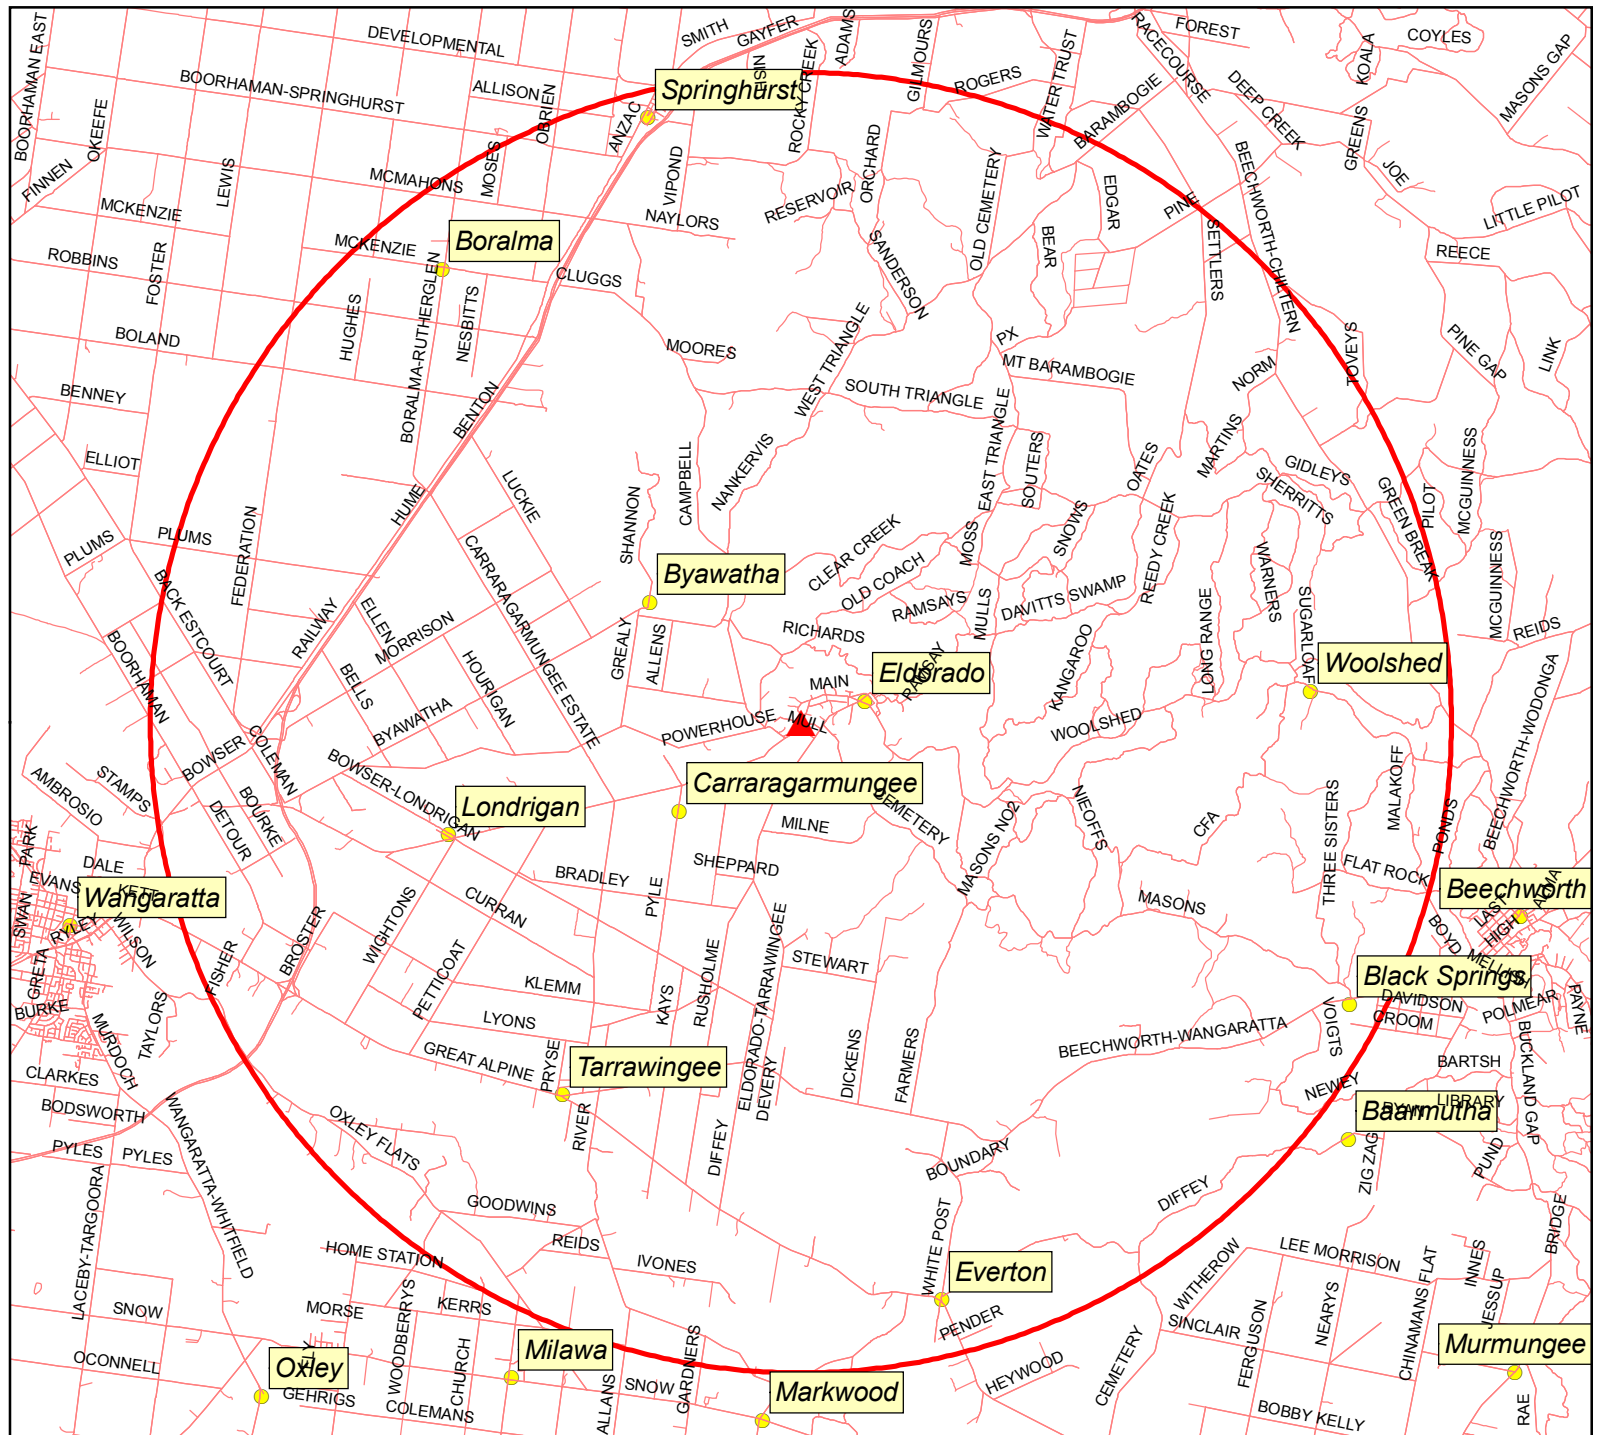 SMITH
GAYFER
ADAMS
FOREST
COYLES
DEVELOPMENTAL
BOORHAMAN EAST
GILMOURS
RACECOURSE
KOALA
MASONS GAP
BOORHAMAN-SPRINGHURST
ALLISON
OBRIEN
Springhurst
ROCKY CREEK
ROGERS
WATER TRUST
BARAMBOGIE
DEEP CREEK
OKEEFE
ANZAC
GREENS
FINNEN
LEWIS
MCMAHONS
MOSES
VIPOND
ORCHARD
RESERVOIR
OLD CEMETERY
EDGAR
PINE
BEECHWORTH-CHILTERN
JOE
LITTLE PILOT
MCKENZIE
NAYLORS
ROBBINS
FOSTER
MCKENZIE
Boralma
CLUGGS
SANDERSON
BEAR
SETTLERS
REECE
BOLAND
HUGHES
BORALMA-RUTHERGLEN
NESBITTS
MOORES
WEST TRIANGLE
PX
MT BARAMBOGIE
NORM
TOVEYS
PINE GAP
LINK
BENNEY
BENTON
SOUTH TRIANGLE
ELLIOT
LUCKIE
CAMPBELL
NANKERVIS
EAST TRIANGLE
SOUTERS
OATES
MARTINS
GIDLEYS
SHERRITTS
MCGUINNESS
PILOT
HUME
SHANNON
PLUMS
PLUMS
FEDERATION
CARRARAGARMUNGEE ESTATE
CLEAR CREEK
MOSS
SNOWS
REEDY CREEK
GREEN BREAK
WARNERS
MCGUINNESS
BACK ESTCOURT
Byawatha
OLD COACH
RAMSAYS
MULLS
DAVITTS SWAMP
SUGARLOAF
LONG RANGE
REIDS
RAILWAY
ELLEN
MORRISON
GREALY
ALLENS
RICHARDS
BOORHAMAN
BELLS
HOURIGAN
MAIN
Eldorado
RAMSAY
KANGAROO
Woolshed
BEECHWORTH-WODONGA
BYAWATHA
POWERHOUSE
MULL
WOOLSHED
COLEMAN
BOWSER
BOWSER-LONDRIGAN
STAMPS
AMBROSIO
Carraragarmungee
MALAKOFF
DETOUR
BOURKE
Londrigan
CEMETERY
MILNE
MASONS NO2
NIEOFFS
CFA
THREE SISTERS
PONDS
PARK
DALE
EVANS
KETT
Wangaratta
BRADLEY
SHEPPARD
FLAT ROCK
Beechworth
ALMA
SWAN
RYLEY
WILSON
WIGHTONS
CURRAN
PYLE
MASONS
LAST
HIGH
BOYD
GRETA
FISHER
BROSTER
PETTICOAT
KLEMM
KAYS
RUSHOLME
ELDORADO-TARRAWINGEE
STEWART
MELLISH
Black Springs
DAVIDSON
POLMEAR
PAYNE
BURKE
MURDOCH
TAYLORS
LYONS
VOIGTS
CROOM
BEECHWORTH-WANGARATTA
BUCKLAND GAP
GREAT ALPINE
PRYSE
Tarrawingee
DEVERY
DICKENS
FARMERS
BARTSH
CLARKES
NEWEY
LIBRARY
RYAN
Baarmutha
BODSWORTH
WANGARATTA-WHITFIELD
OXLEY FLATS
RIVER
DIFFEY
BOUNDARY
ZIG ZAG
PUND
PYLES
PYLES
LACEBY-TARGOORA
GOODWINS
DIFFEY
BRIDGE
HOME STATION
REIDS
IVONES
WHITE POST
Everton
WITHEROW
LEE MORRISON
INNES
SNOW
MORSE
WOODBERRYS
KERRS
PENDER
SINCLAIR
FERGUSON
NEARYS
CHINAMANS FLAT
JESSUP
ELY
CHURCH
Milawa
GARDNERS
Murmungee
OCONNELL
Oxley
GEHRIGS
COLEMANS
ALLANS
SNOW
Markwood
HEYWOOD
CEMETERY
BOBBY KELLY
RAE